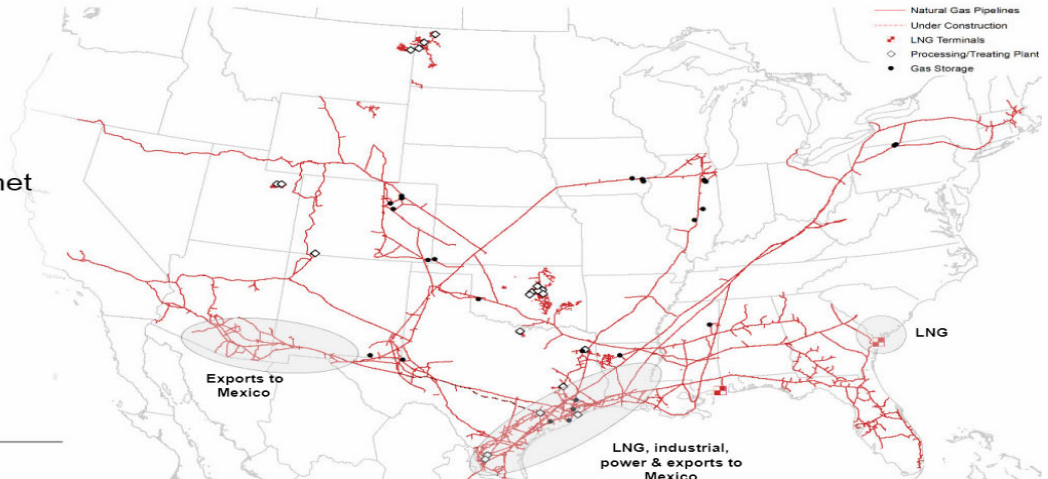 Natural Gas Pipelines
Under Construction
LNG Terminals
Processing/Treating Plant
Gas Storage
net
LNG
Exports to
Mexico
LNG, industrial,
power & exports to
Mexico